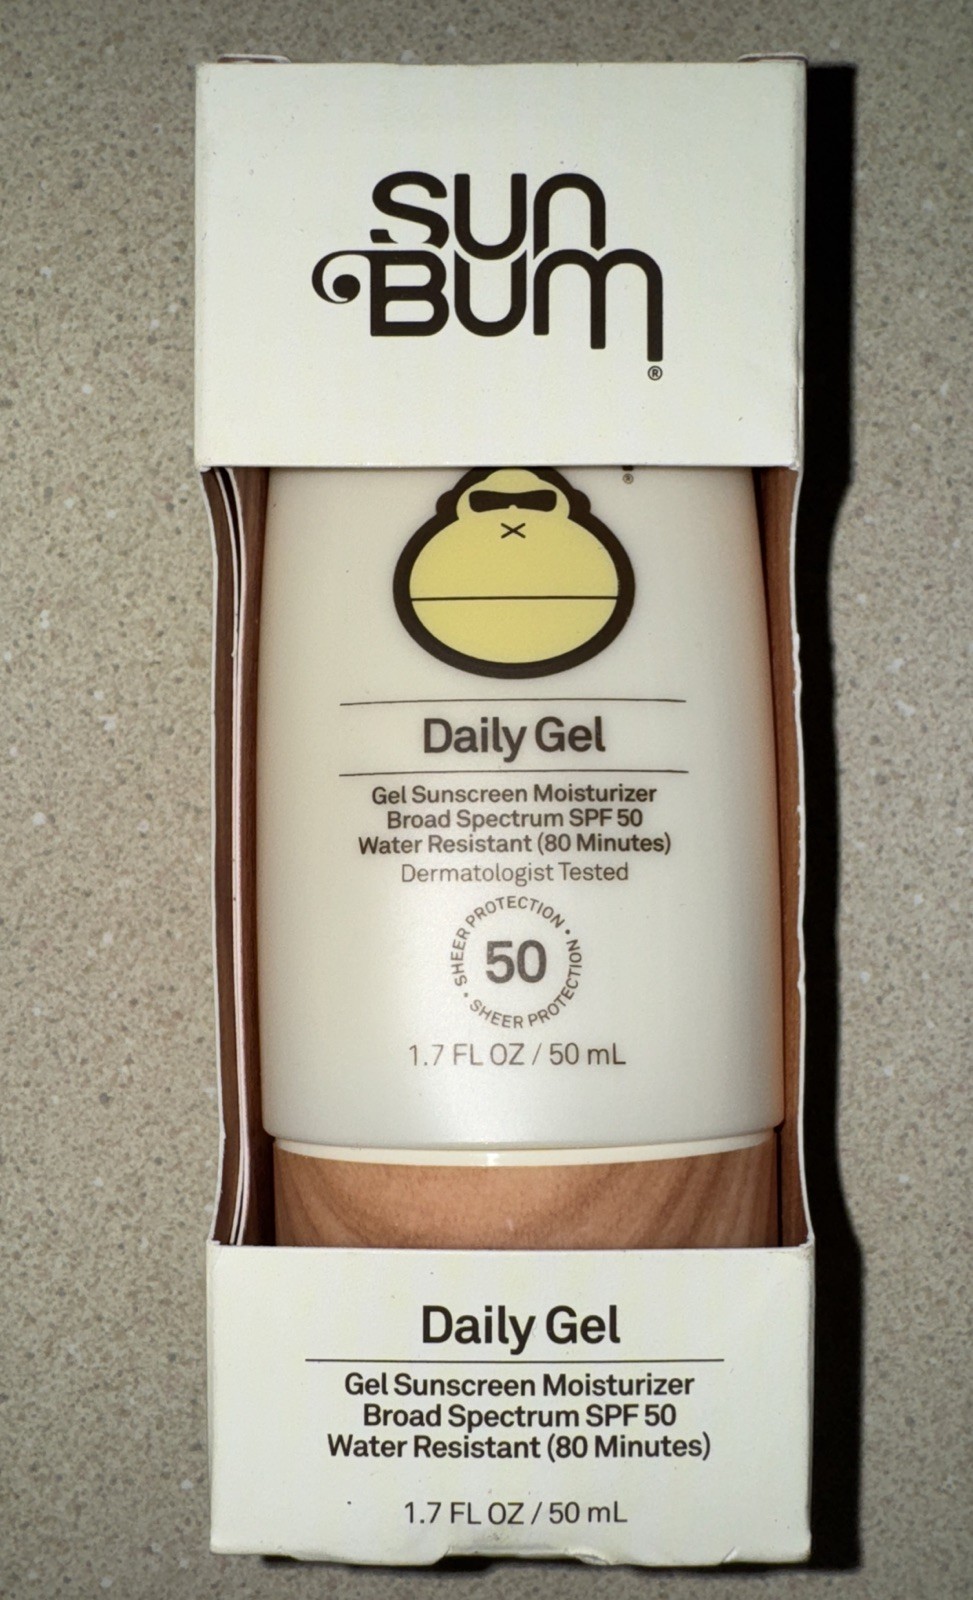 sun
Bum
®
®
Daily Gel
Gel Sunscreen Moisturizer
Broad Spectrum SPF 50
Water Resistant (80 Minutes)
Dermatologist Tested
SHEER PROTECTION • SHEER PROTECTION •
50
1.7 FL OZ / 50 mL
Daily Gel
Gel Sunscreen Moisturizer
Broad Spectrum SPF 50
Water Resistant (80 Minutes)
1.7 FL OZ / 50 mL